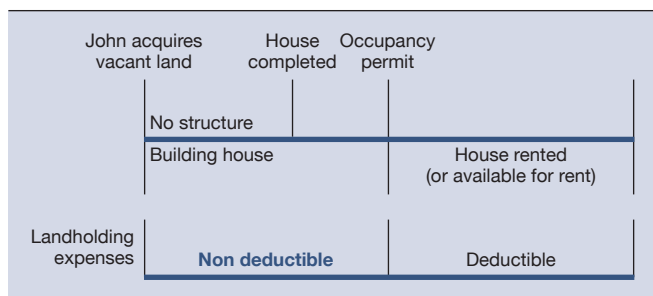 John acquires
vacant land
House
completed
Occupancy
permit
No structure
Building house
House rented
(or available for rent)
Landholding
expenses
Non deductible
Deductible